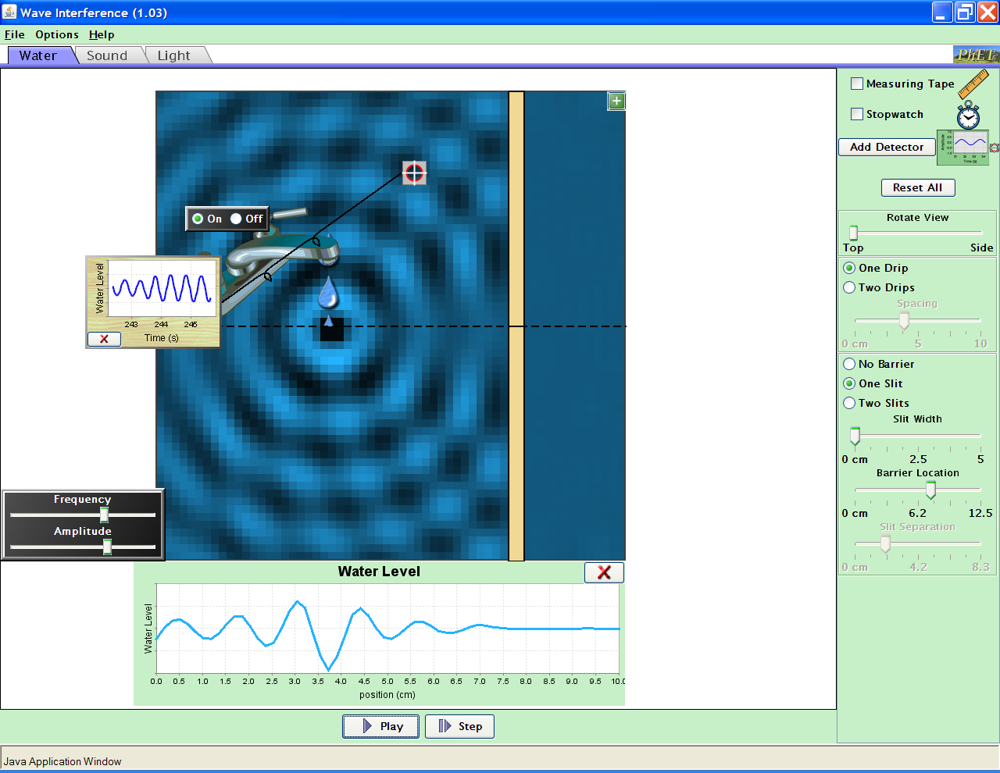 Wave Interference (1.03)
File Options Help
Water Sound Light
PhET
Measuring Tape
Stopwatch
Add Detector
Reset All
Rotate View
Top Side
One Drip
Two Drips
Spacing
0 cm 5 10
No Barrier
One Slit
Two Slits
Slit Width
0 cm 2.5 5
Barrier Location
0 cm 6.2 12.5
Slit Separation
0 cm 4.2 8.3
On Off
Water Level
243 244 245
Time (s)
Frequency
Amplitude
Water Level
Water Level
0.0 0.5 1.0 1.5 2.0 2.5 3.0 3.5 4.0 4.5 5.0 5.5 6.0 6.5 7.0 7.5 8.0 8.5 9.0 9.5 10.0
position (cm)
Play Step
Java Application Window